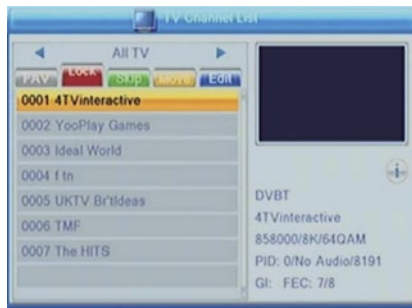 TV Channel List
All TV
FAV Lock Skip Move Edit
0001 4TVinteractive
0002 YooPlay Games
0003 Ideal World
0004 f tn
0005 UKTV Br'tIdeas
0006 TMF
0007 The HITS
DVBT
4TVinteractive
858000/8K/64QAM
PID: 0/No Audio/8191
GI: FEC: 7/8